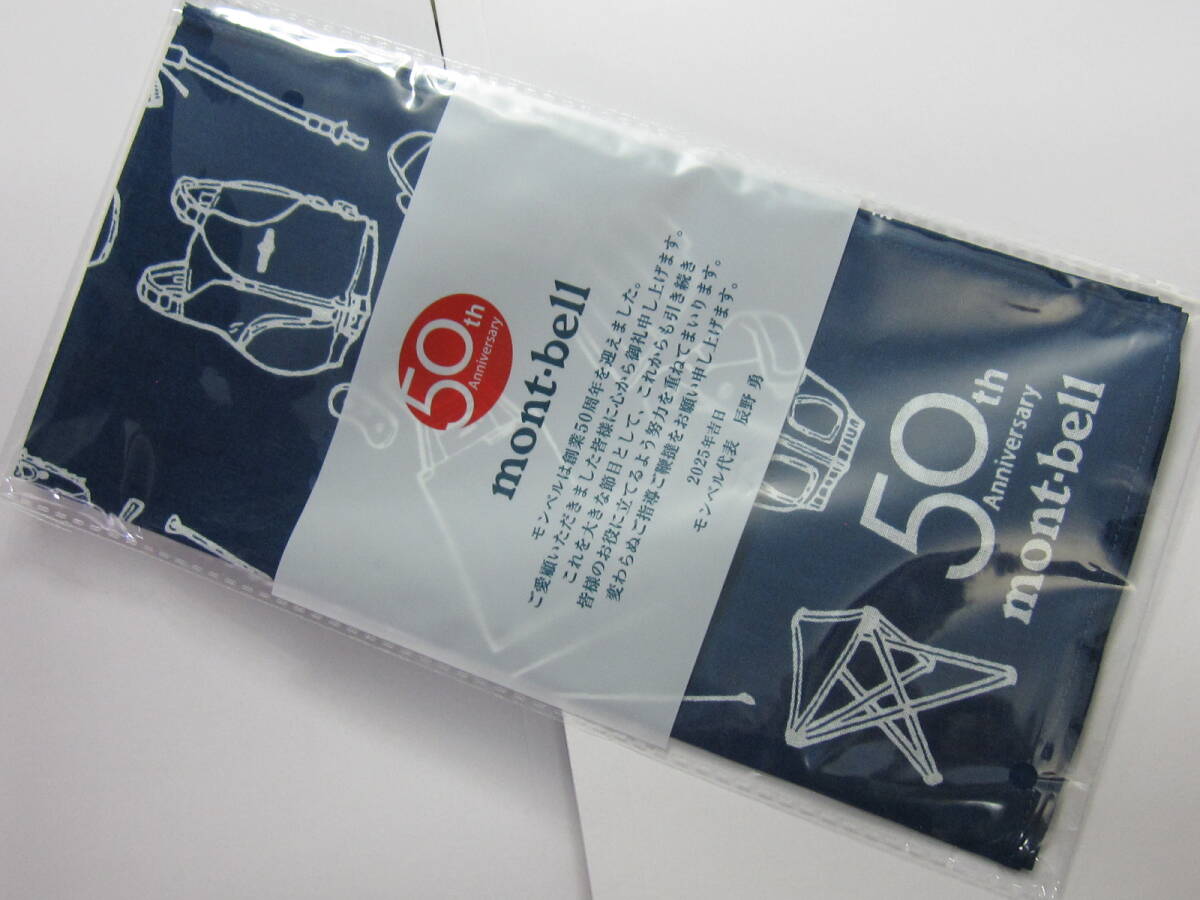 50th
Anniversary
mont·bell
モンベルは創業50周年を迎えました。
ご愛顧いただきました皆様に心から御礼申し上げます。
これを大きな節目として、これからも引き続き
皆様のお役に立てるよう努力を重ねてまいります。
変わらぬご指導ご鞭撻をお願い申し上げます。
2025年吉日
モンベル代表 辰野 勇
50th
Anniversary
mont·bell